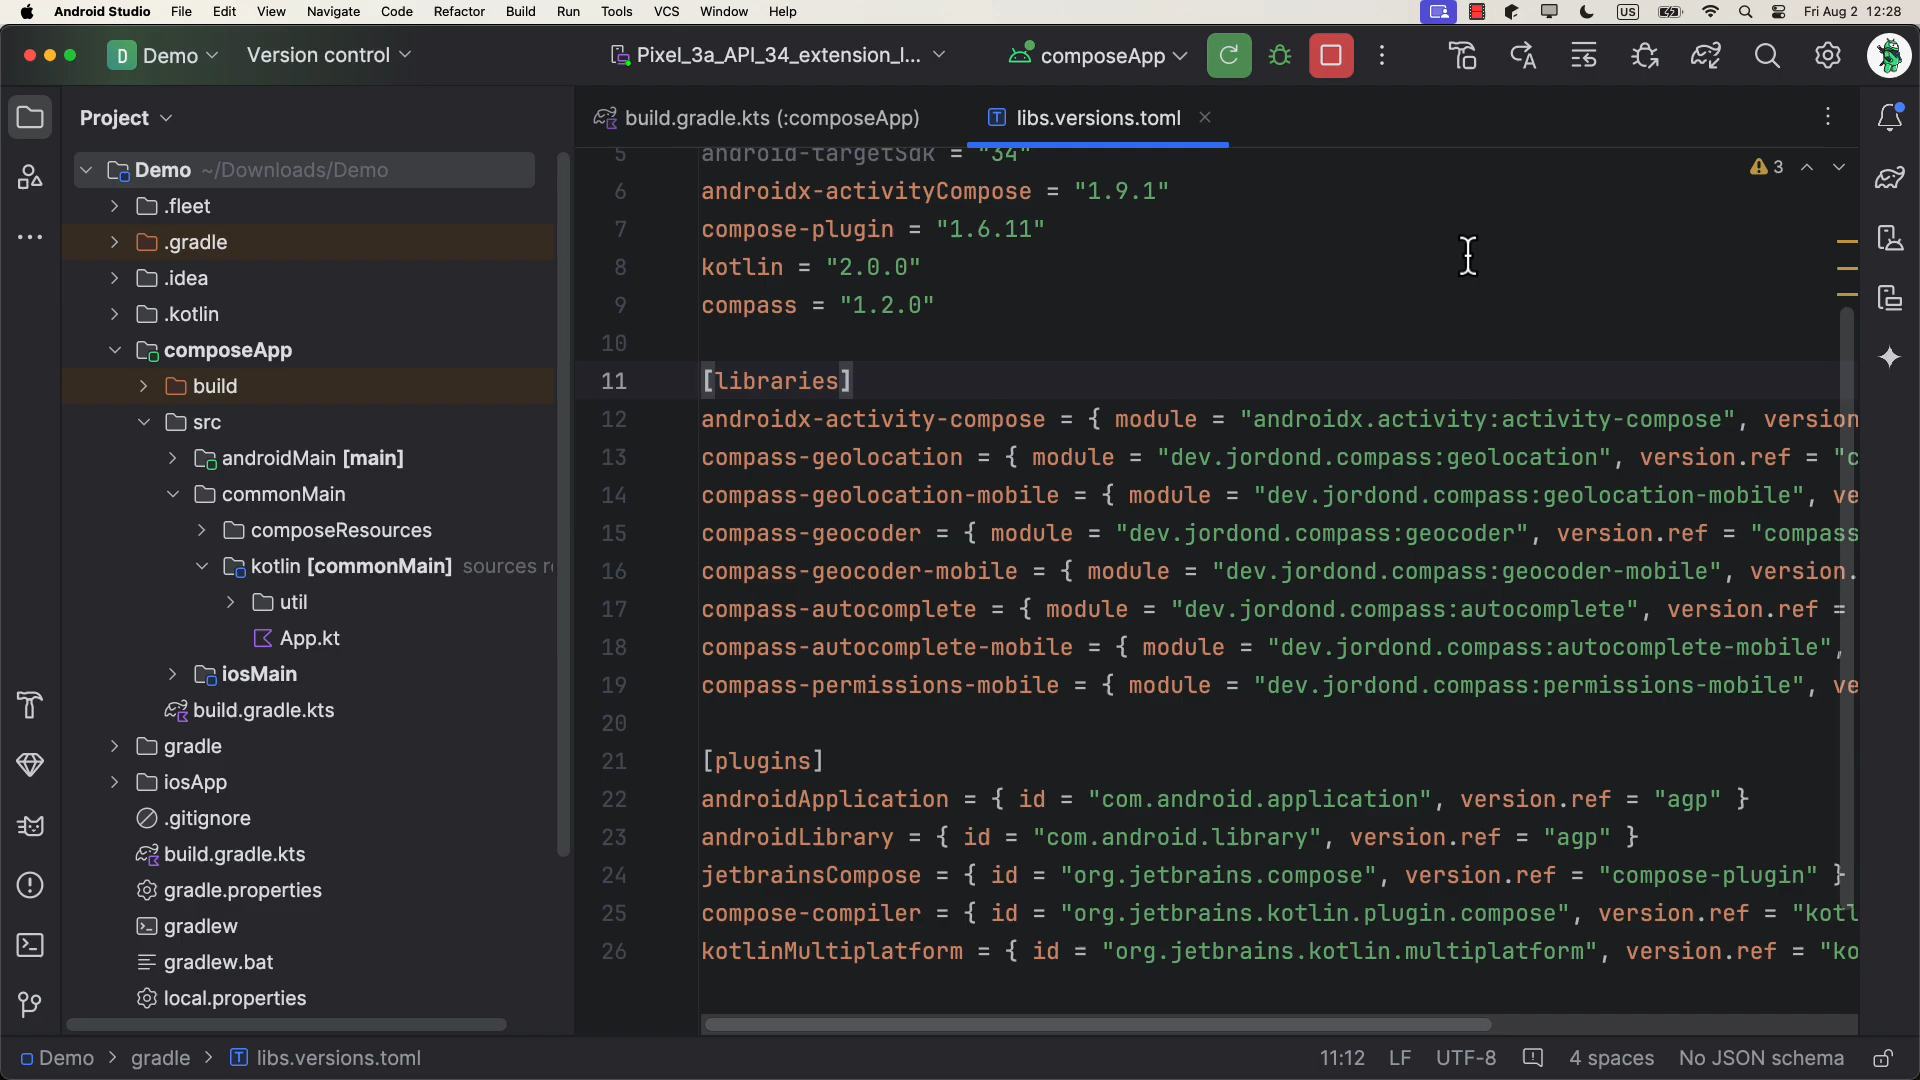 Android Studio File Edit View Navigate Code Refactor Build Run Tools VCS Window Help US Fri Aug 2 12:28
D Demo Version control Pixel_3a_API_34_extension_l... composeApp
Project
build.gradle.kts (:composeApp) libs.versions.toml
Demo ~/Downloads/Demo
.fleet
.gradle
.idea
.kotlin
composeApp
build
src
androidMain [main]
commonMain
composeResources
kotlin [commonMain] sources r
util
App.kt
iosMain
build.gradle.kts
gradle
iosApp
.gitignore
build.gradle.kts
gradle.properties
gradlew
gradlew.bat
local.properties
3
5 android-targetSdk = "34"
6 androidx-activityCompose = "1.9.1"
7 compose-plugin = "1.6.11"
8 kotlin = "2.0.0"
9 compass = "1.2.0"
10
11 [libraries]
12 androidx-activity-compose = { module = "androidx.activity:activity-compose", version
13 compass-geolocation = { module = "dev.jordond.compass:geolocation", version.ref = "c
14 compass-geolocation-mobile = { module = "dev.jordond.compass:geolocation-mobile", ve
15 compass-geocoder = { module = "dev.jordond.compass:geocoder", version.ref = "compass
16 compass-geocoder-mobile = { module = "dev.jordond.compass:geocoder-mobile", version.
17 compass-autocomplete = { module = "dev.jordond.compass:autocomplete", version.ref =
18 compass-autocomplete-mobile = { module = "dev.jordond.compass:autocomplete-mobile",
19 compass-permissions-mobile = { module = "dev.jordond.compass:permissions-mobile", ve
20
21 [plugins]
22 androidApplication = { id = "com.android.application", version.ref = "agp" }
23 androidLibrary = { id = "com.android.library", version.ref = "agp" }
24 jetbrainsCompose = { id = "org.jetbrains.compose", version.ref = "compose-plugin" }
25 compose-compiler = { id = "org.jetbrains.kotlin.plugin.compose", version.ref = "kotl
26 kotlinMultiplatform = { id = "org.jetbrains.kotlin.multiplatform", version.ref = "ko
Demo > gradle > libs.versions.toml 11:12 LF UTF-8 4 spaces No JSON schema